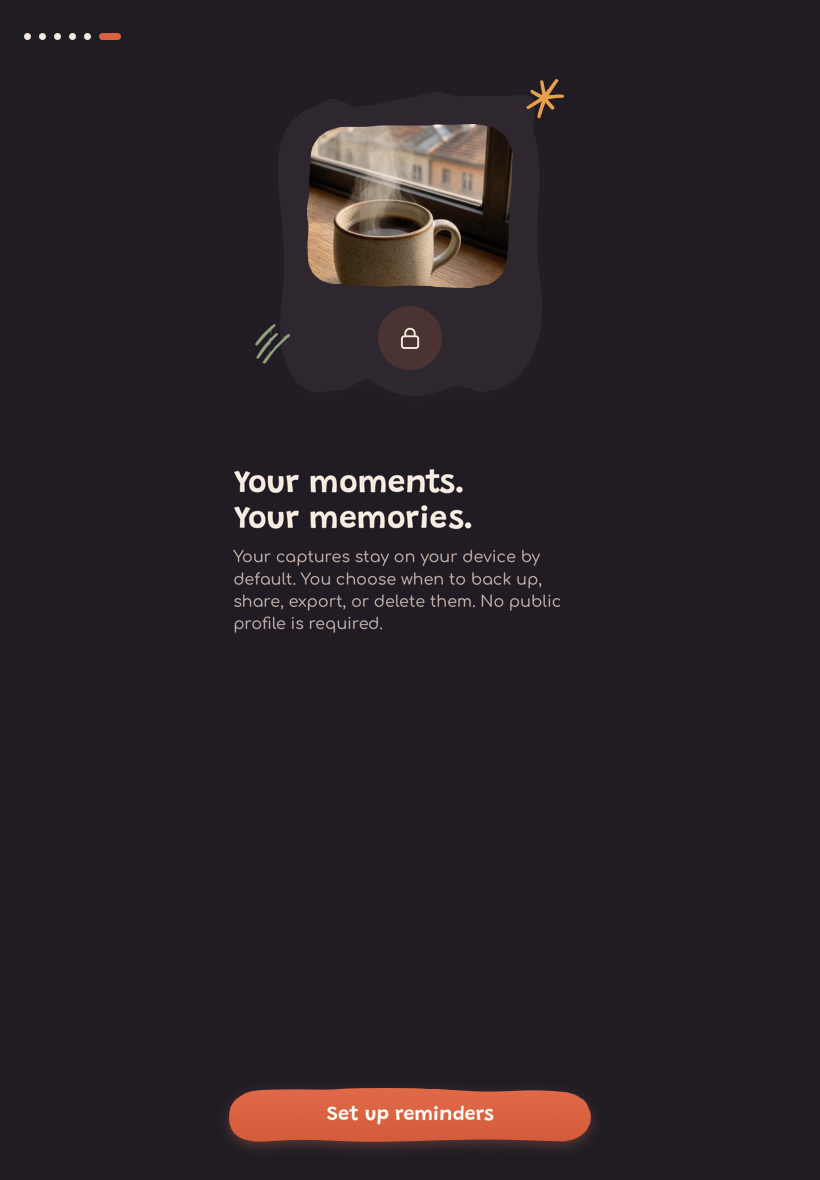 Your moments.
Your memories.
Your captures stay on your device by
default. You choose when to back up,
share, export, or delete them. No public
profile is required.
Set up reminders